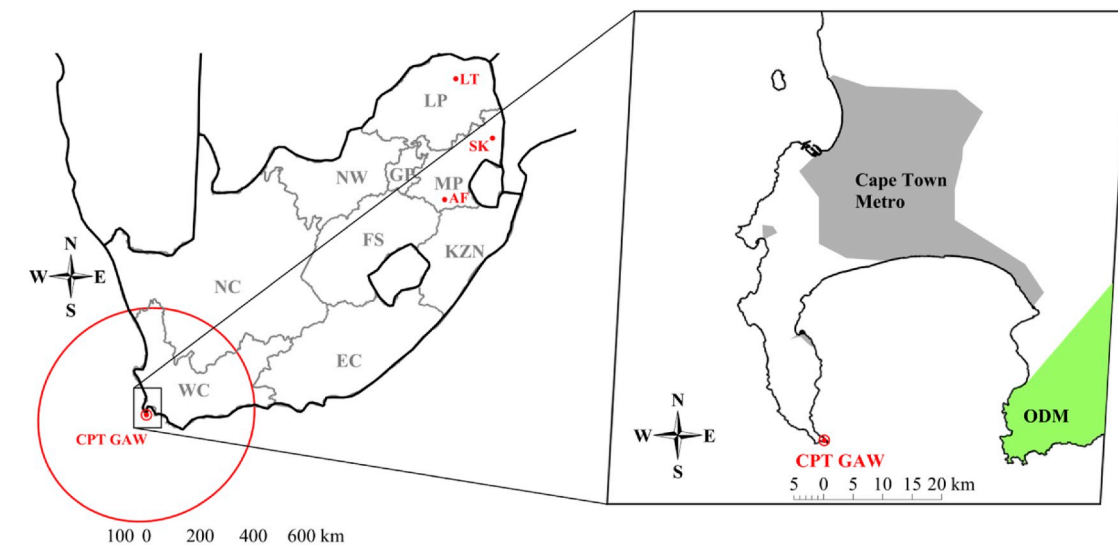 LT
LP
SK
NW
GP
MP
AF
FS
KZN
N
W E
S
NC
EC
WC
CPT GAW
100 0 200 400 600 km
Cape Town
Metro
ODM
N
W E
S
CPT GAW
5 0 5 10 15 20 km